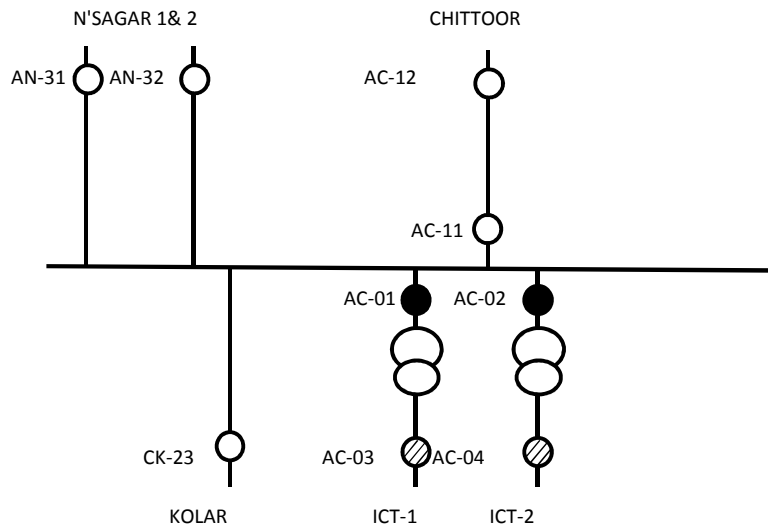 N'SAGAR 1& 2
CHITTOOR
AN-31
AN-32
AC-12
AC-11
AC-01
AC-02
CK-23
AC-03
AC-04
KOLAR
ICT-1
ICT-2